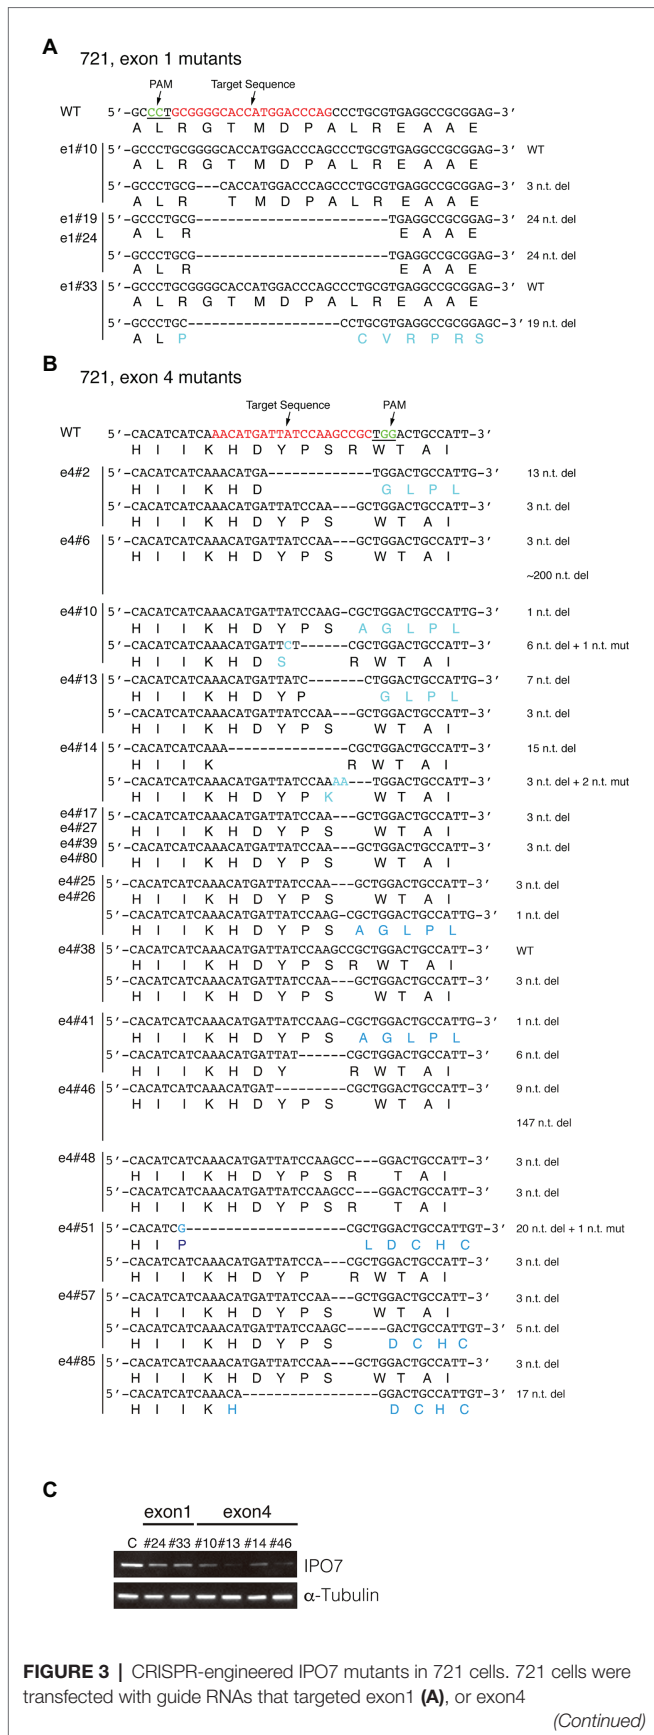 A 721, exon 1 mutants
PAM Target Sequence
WT 5’-GCCCTGCGGGGCACCATGGACCCAGCCCTGCGTGAGGCCGCGGAG-3’
A L R G T M D P A L R E A A E
e1#10 5’-GCCCTGCGGGGCACCATGGACCCAGCCCTGCGTGAGGCCGCGGAG-3’ WT
A L R G T M D P A L R E A A E
5’-GCCCTGCG---CACCATGGACCCAGCCCTGCGTGAGGCCGCGGAG-3’ 3 n.t. del
A L R T M D P A L R E A A E
e1#19 5’-GCCCTGCG------------------------TGAGGCCGCGGAG-3’ 24 n.t. del
e1#24 A L R E A A E
5’-GCCCTGCG------------------------TGAGGCCGCGGAG-3’ 24 n.t. del
A L R E A A E
e1#33 5’-GCCCTGCGGGGCACCATGGACCCAGCCCTGCGTGAGGCCGCGGAG-3’ WT
A L R G T M D P A L R E A A E
5’-GCCCTGC-------------------CCTGCGTGAGGCCGCGGAGC-3’ 19 n.t. del
A L P C V R P R S
B 721, exon 4 mutants
Target Sequence PAM
WT 5’-CACATCATCAAACATGATTATCCAAGCCGCTGGACTGCCATT-3’
H I I K H D Y P S R W T A I
e4#2 5’-CACATCATCAAACATGA-------------TGGACTGCCATTG-3’ 13 n.t. del
H I I K H D G L P L
5’-CACATCATCAAACATGATTATCCAA---GCTGGACTGCCATT-3’ 3 n.t. del
H I I K H D Y P S W T A I
e4#6 5’-CACATCATCAAACATGATTATCCAA---GCTGGACTGCCATT-3’ 3 n.t. del
H I I K H D Y P S W T A I
~200 n.t. del
e4#10 5’-CACATCATCAAACATGATTATCCAAG-CGCTGGACTGCCATTG-3’ 1 n.t. del
H I I K H D Y P S A G L P L
5’-CACATCATCAAACATGATTCT------CGCTGGACTGCCATT-3’ 6 n.t. del + 1 n.t. mut
H I I K H D S R W T A I
e4#13 5’-CACATCATCAAACATGATTATC-------CTGGACTGCCATTG-3’ 7 n.t. del
H I I K H D Y P G L P L
5’-CACATCATCAAACATGATTATCCAA---GCTGGACTGCCATT-3’ 3 n.t. del
H I I K H D Y P S W T A I
e4#14 5’-CACATCATCAAA---------------CGCTGGACTGCCATT-3’ 15 n.t. del
H I I K R W T A I
5’-CACATCATCAAACATGATTATCCAAAA---TGGACTGCCATT-3’ 3 n.t. del + 2 n.t. mut
H I I K H D Y P K W T A I
e4#17 5’-CACATCATCAAACATGATTATCCAA---GCTGGACTGCCATT-3’ 3 n.t. del
e4#27 H I I K H D Y P S W T A I
e4#39 5’-CACATCATCAAACATGATTATCCAA---GCTGGACTGCCATT-3’ 3 n.t. del
e4#80 H I I K H D Y P S W T A I
e4#25 5’-CACATCATCAAACATGATTATCCAA---GCTGGACTGCCATT-3’ 3 n.t. del
e4#26 H I I K H D Y P S W T A I
5’-CACATCATCAAACATGATTATCCAAG-CGCTGGACTGCCATTG-3’ 1 n.t. del
H I I K H D Y P S A G L P L
e4#38 5’-CACATCATCAAACATGATTATCCAAGCCGCTGGACTGCCATT-3’ WT
H I I K H D Y P S R W T A I
5’-CACATCATCAAACATGATTATCCAA---GCTGGACTGCCATT-3’ 3 n.t. del
H I I K H D Y P S W T A I
e4#41 5’-CACATCATCAAACATGATTATCCAAG-CGCTGGACTGCCATTG-3’ 1 n.t. del
H I I K H D Y P S A G L P L
5’-CACATCATCAAACATGATTAT------CGCTGGACTGCCATT-3’ 6 n.t. del
H I I K H D Y R W T A I
e4#46 5’-CACATCATCAAACATGAT---------CGCTGGACTGCCATT-3’ 9 n.t. del
H I I K H D Y P S W T A I
147 n.t. del
e4#48 5’-CACATCATCAAACATGATTATCCAAGCC---GGACTGCCATT-3’ 3 n.t. del
H I I K H D Y P S R T A I
5’-CACATCATCAAACATGATTATCCAAGCC---GGACTGCCATT-3’ 3 n.t. del
H I I K H D Y P S R T A I
e4#51 5’-CACATCG--------------------CGCTGGACTGCCATTGT-3’ 20 n.t. del + 1 n.t. mut
H I P L D C H C
5’-CACATCATCAAACATGATTATCCA---CGCTGGACTGCCATT-3’ 3 n.t. del
H I I K H D Y P R W T A I
e4#57 5’-CACATCATCAAACATGATTATCCAA---GCTGGACTGCCATT-3’ 3 n.t. del
H I I K H D Y P S W T A I
5’-CACATCATCAAACATGATTATCCAAGC-----GACTGCCATTGT-3’ 5 n.t. del
H I I K H D Y P S D C H C
e4#85 5’-CACATCATCAAACATGATTATCCAA---GCTGGACTGCCATT-3’ 3 n.t. del
H I I K H D Y P S W T A I
5’-CACATCATCAAACA-----------------GGACTGCCATTGT-3’ 17 n.t. del
H I I K H D C H C
C
exon1 exon4
C #24 #33 #10 #13 #14 #46
IPO7
α-Tubulin
FIGURE 3 | CRISPR-engineered IPO7 mutants in 721 cells. 721 cells were
transfected with guide RNAs that targeted exon1 (A), or exon4
(Continued)